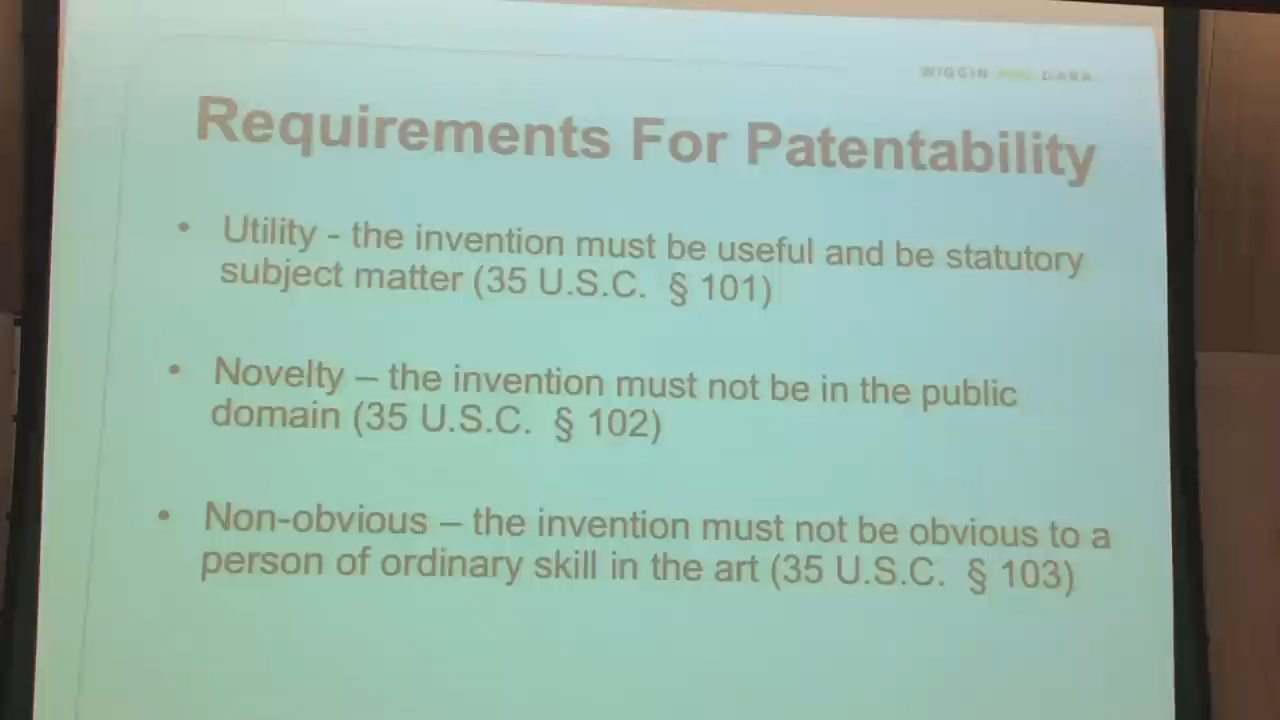 WIGGIN AND DANA
Requirements For Patentability
• Utility - the invention must be useful and be statutory
subject matter (35 U.S.C. § 101)
• Novelty – the invention must not be in the public
domain (35 U.S.C. § 102)
• Non-obvious – the invention must not be obvious to a
person of ordinary skill in the art (35 U.S.C. § 103)